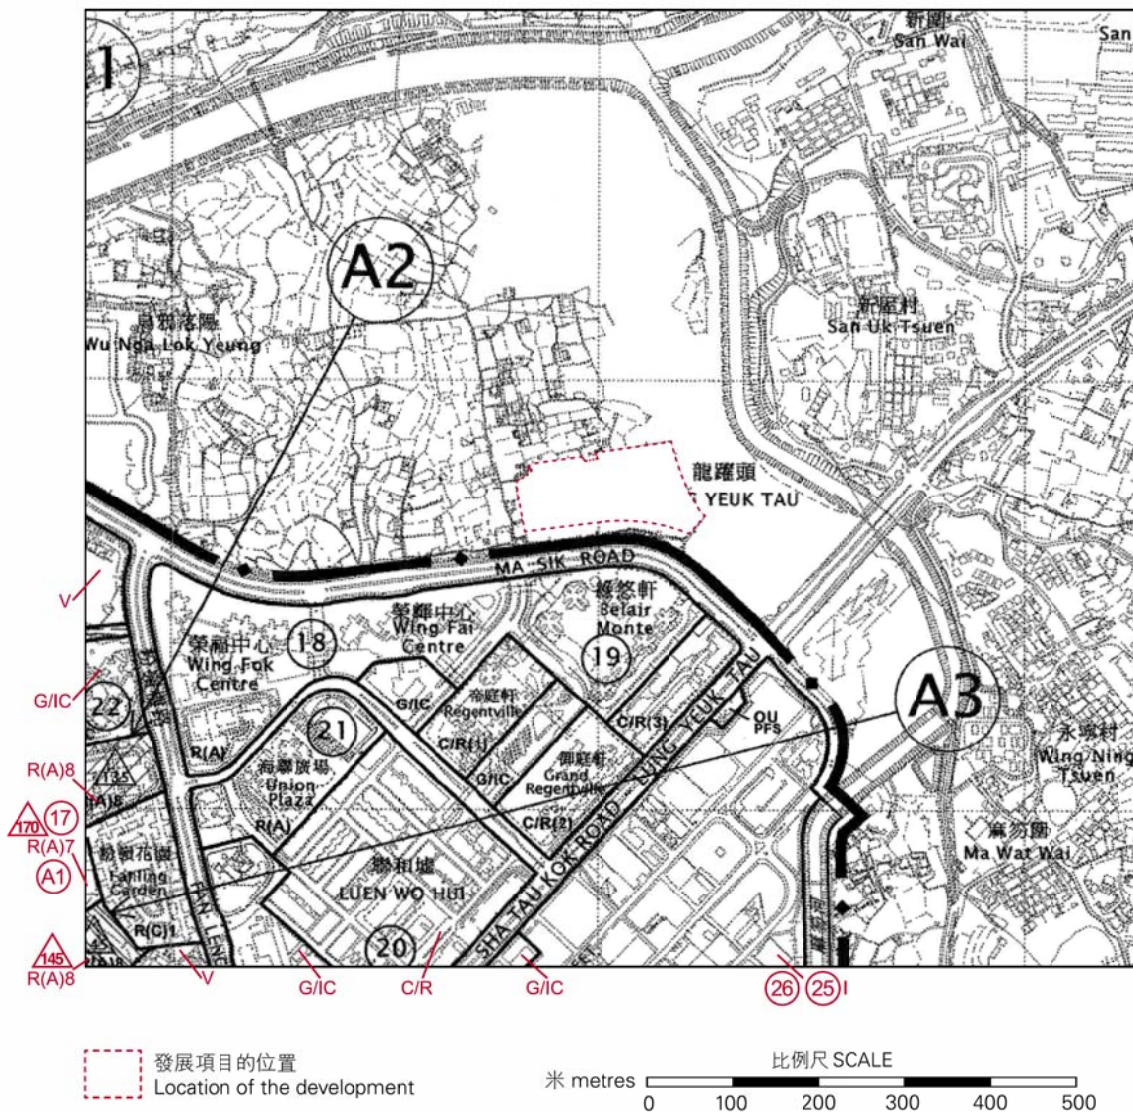 新圍
San Wai
San
1
A2
烏鴉落陽
Wu Nga Lok Yeung
新屋村
San Uk Tsuen
龍躍頭
YEUK TAU
MA SIK ROAD
V
榮輝中心
Wing Fai
Centre
綠悠軒
Belair
Monte
榮福中心
Wing Fok
Centre
18
19
A3
G/IC
22
G/IC
帝庭軒
Regentville
C/R(1)
C/R(3)
OU
PFS
LUNG YEUK TAU
R(A)
21
海聯廣場
Union
Plaza
G/IC
御庭軒
Grand
Regentville
永寧村
Wing Ning
Tsuen
R(A)8
135
R(A)
C/R(2)
170
17
R(A)7
粉嶺花園
Fanling
Garden
聯和墟
LUEN WO HUI
SHA TAU KOK ROAD
麻笏圍
Ma Wat Wai
A1
R(C)1
20
145
R(A)8
V
G/IC
C/R
G/IC
26
25
I
發展項目的位置
Location of the development
比例尺 SCALE
米 metres
0 100 200 300 400 500